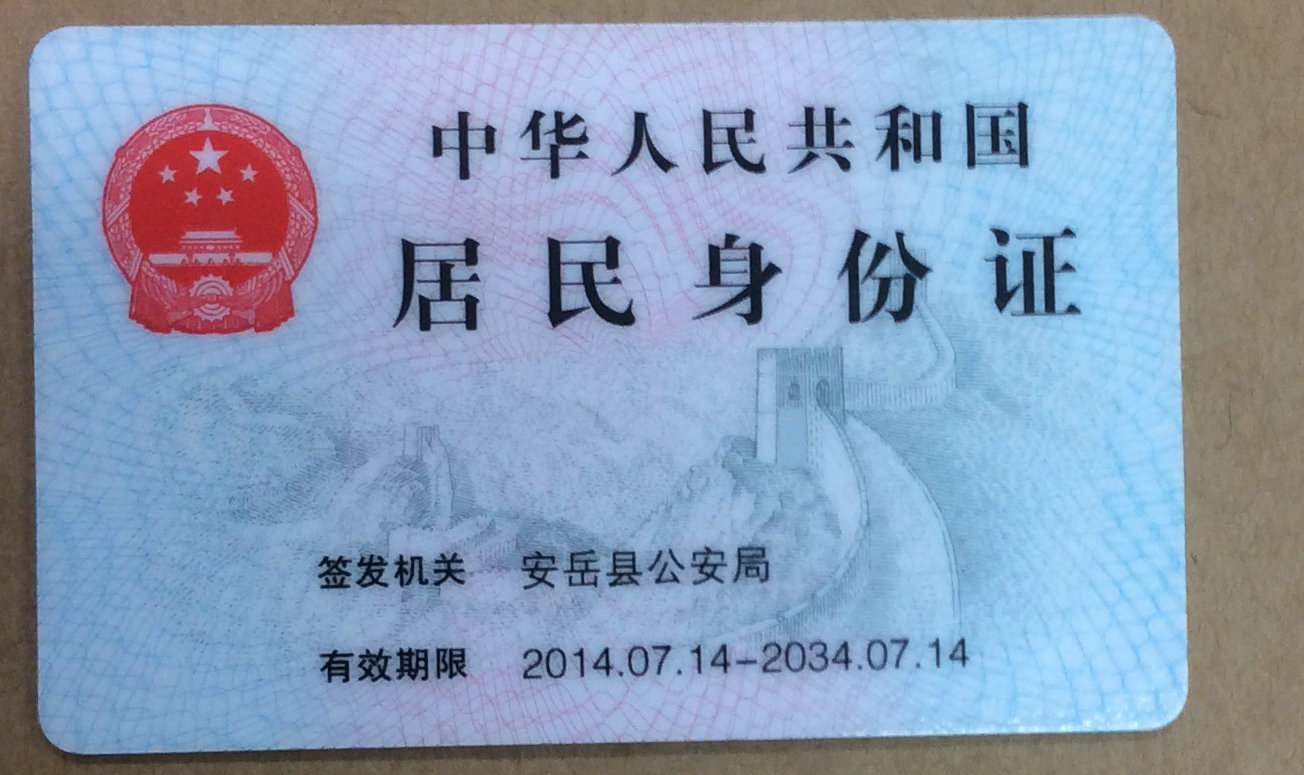 中华人民共和国
居民身份证
签发机关 安岳县公安局
有效期限 2014.07.14-2034.07.14